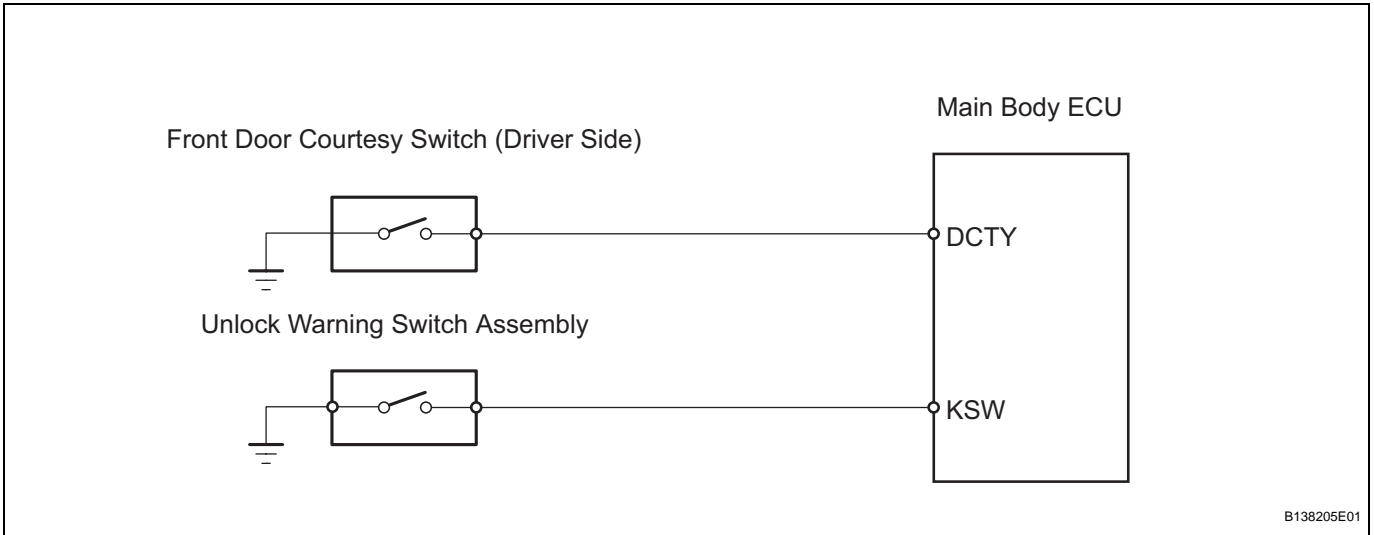 Main Body ECU
Front Door Courtesy Switch (Driver Side)
DCTY
Unlock Warning Switch Assembly
KSW
B138205E01